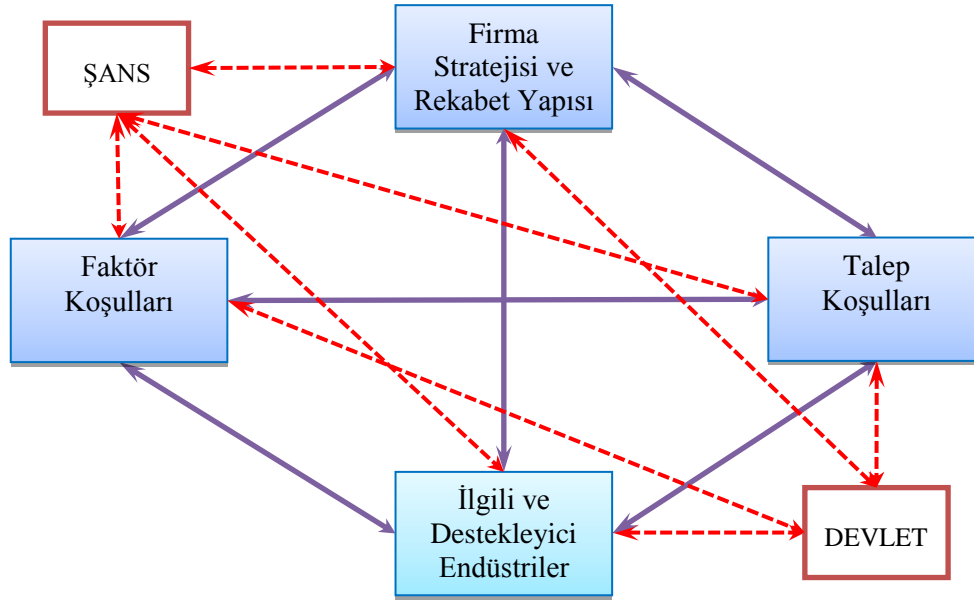 Firma
Stratejisi ve
Rekabet Yapısı
ŞANS
Faktör
Koşulları
Talep
Koşulları
İlgili ve
Destekleyici
Endüstriler
DEVLET